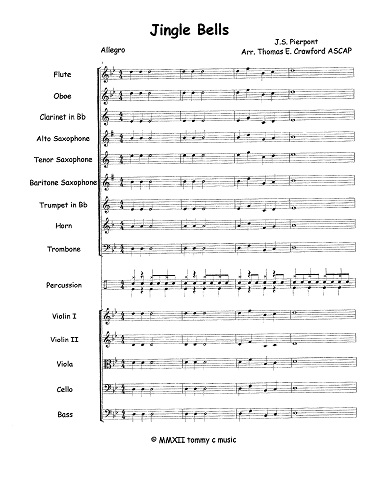 Jingle Bells
J.S. Pierpont
Allegro
Arr. Thomas E. Crawford ASCAP
Flute
Oboe
Clarinet in Bb
Alto Saxophone
Tenor Saxophone
Baritone Saxophone
Trumpet in Bb
Horn
Trombone
Percussion
Violin I
Violin II
Viola
Cello
Bass
© MMXII tommy c music